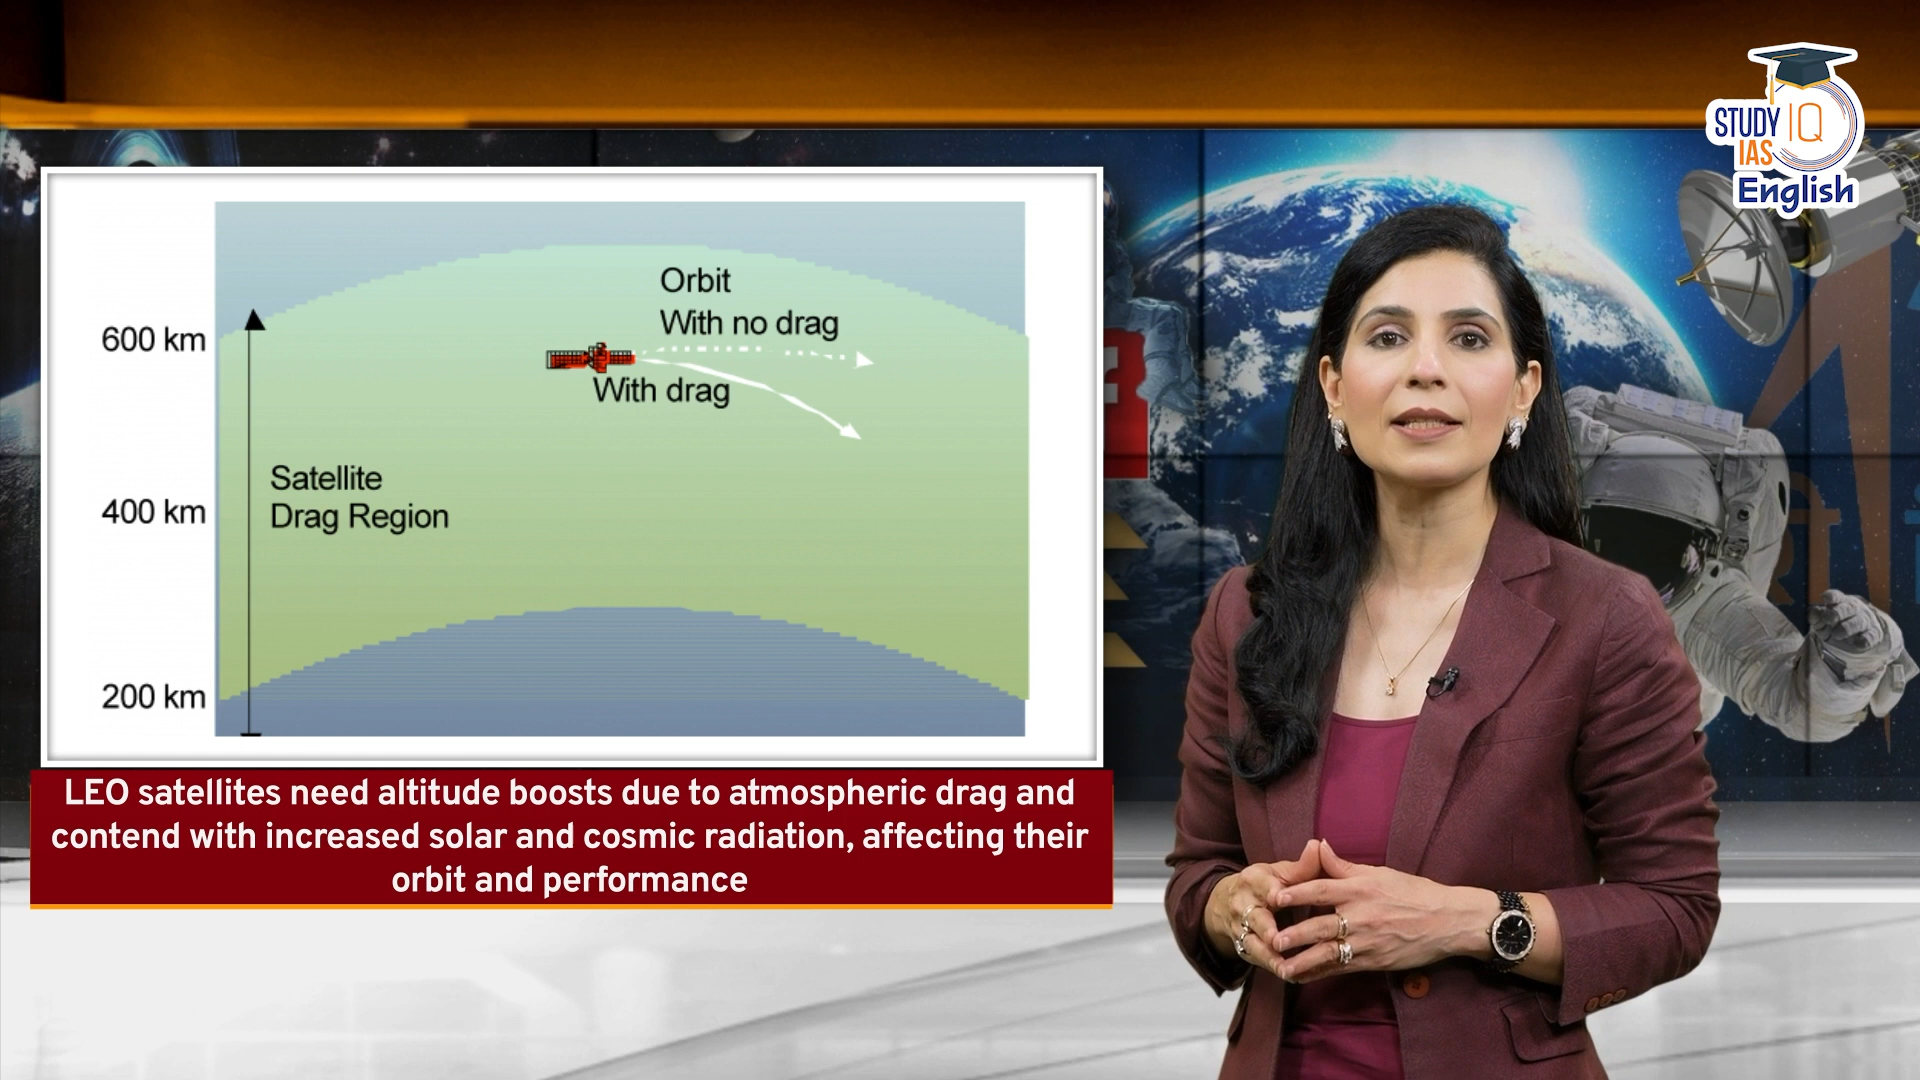 STUDY IQ
IAS
English
Orbit
With no drag
600 km
With drag
Satellite
Drag Region
400 km
200 km
LEO satellites need altitude boosts due to atmospheric drag and
contend with increased solar and cosmic radiation, affecting their
orbit and performance